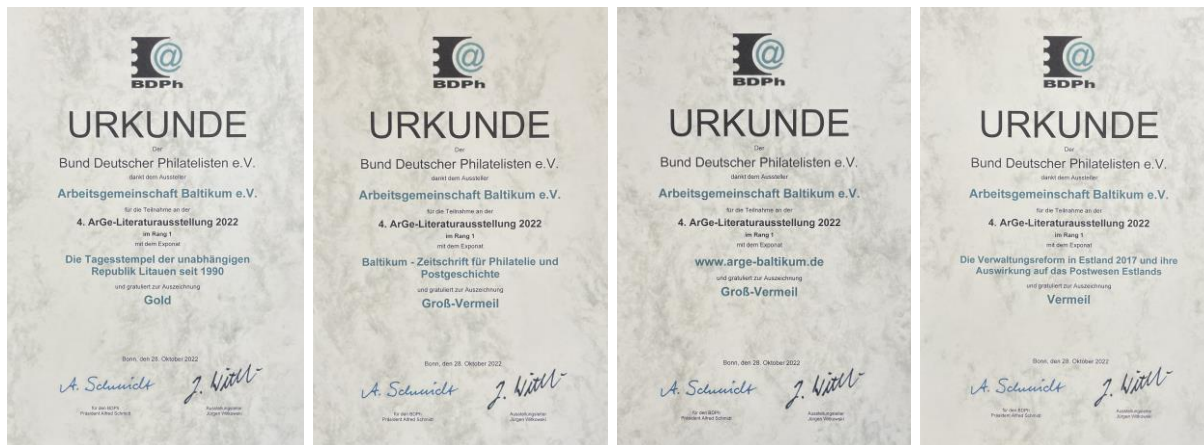 BDPh
URKUNDE
Der
Bund Deutscher Philatelisten e.V.
dankt dem Aussteller
Arbeitsgemeinschaft Baltikum e.V.
für die Teilnahme an der
4. ArGe-Literaturausstellung 2022
im Rang 1
mit dem Exponat
Die Tagesstempel der unabhängigen
Republik Litauen seit 1990
und gratuliert zur Auszeichnung
Gold
Bonn, den 28. Oktober 2022
A. Schmidt J. Witk
für den BDPh
Präsident Alfred Schmidt
Ausstellungsleiter
Jürgen Witkowski
BDPh
URKUNDE
Der
Bund Deutscher Philatelisten e.V.
dankt dem Aussteller
Arbeitsgemeinschaft Baltikum e.V.
für die Teilnahme an der
4. ArGe-Literaturausstellung 2022
im Rang 1
mit dem Exponat
Baltikum - Zeitschrift für Philatelie und
Postgeschichte
und gratuliert zur Auszeichnung
Groß-Vermeil
Bonn, den 28. Oktober 2022
A. Schmidt
für den BDPh
Präsident Alfred Schmidt
Ausstellungsleiter
Jürgen Witkowski
BDPh
URKUNDE
Der
Bund Deutscher Philatelisten e.V.
dankt dem Aussteller
Arbeitsgemeinschaft Baltikum e.V.
für die Teilnahme an der
4. ArGe-Literaturausstellung 2022
im Rang 1
mit dem Exponat
www.arge-baltikum.de
und gratuliert zur Auszeichnung
Groß-Vermeil
Bonn, den 28. Oktober 2022
A. Schmidt
für den BDPh
Präsident Alfred Schmidt
Ausstellungsleiter
Jürgen Witkowski
BDPh
URKUNDE
Der
Bund Deutscher Philatelisten e.V.
dankt dem Aussteller
Arbeitsgemeinschaft Baltikum e.V.
für die Teilnahme an der
4. ArGe-Literaturausstellung 2022
im Rang 1
mit dem Exponat
Die Verwaltungsreform in Estland 2017 und ihre
Auswirkung auf das Postwesen Estlands
und gratuliert zur Auszeichnung
Vermeil
Bonn, den 28. Oktober 2022
A. Schmidt
für den BDPh
Präsident Alfred Schmidt
Ausstellungsleiter
Jürgen Witkowski